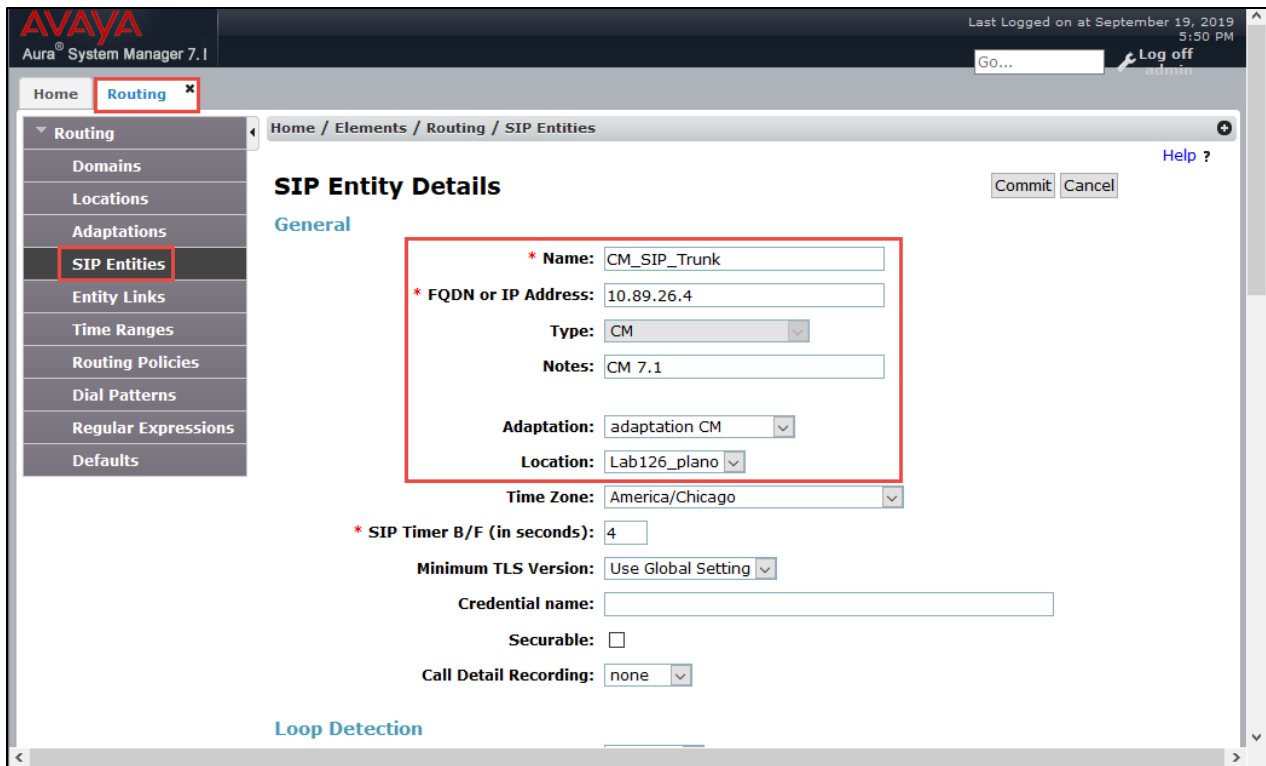 AVAYA
Aura® System Manager 7.1
Last Logged on at September 19, 2019
5:50 PM
Go...
Log off
admin
Home
Routing ×
Routing
Domains
Locations
Adaptations
SIP Entities
Entity Links
Time Ranges
Routing Policies
Dial Patterns
Regular Expressions
Defaults
Home / Elements / Routing / SIP Entities
Help ?
SIP Entity Details
Commit Cancel
General
* Name: CM_SIP_Trunk
* FQDN or IP Address: 10.89.26.4
Type: CM
Notes: CM 7.1
Adaptation: adaptation CM
Location: Lab126_plano
Time Zone: America/Chicago
* SIP Timer B/F (in seconds): 4
Minimum TLS Version: Use Global Setting
Credential name:
Securable:
Call Detail Recording: none
Loop Detection